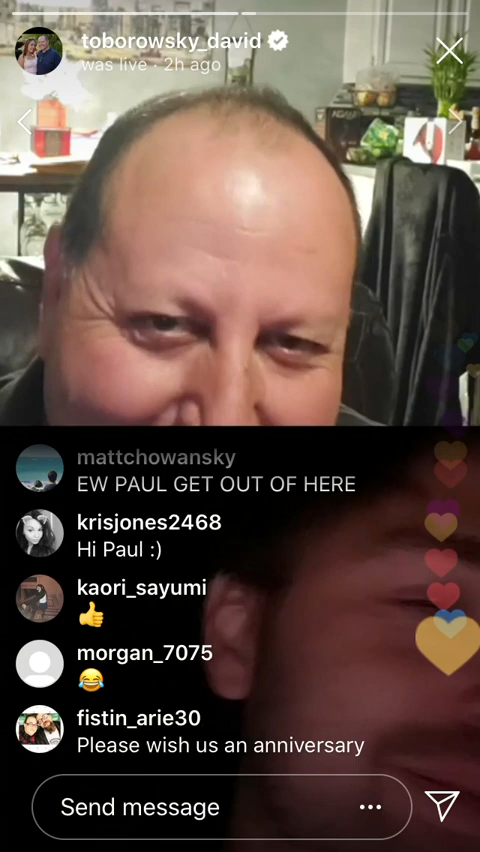 toborowsky_david
was live · 2h ago
mattchowansky
EW PAUL GET OUT OF HERE
krisjones2468
Hi Paul :)
kaori_sayumi
👍
morgan_7075
😂
fistin_arie30
Please wish us an anniversary
Send message